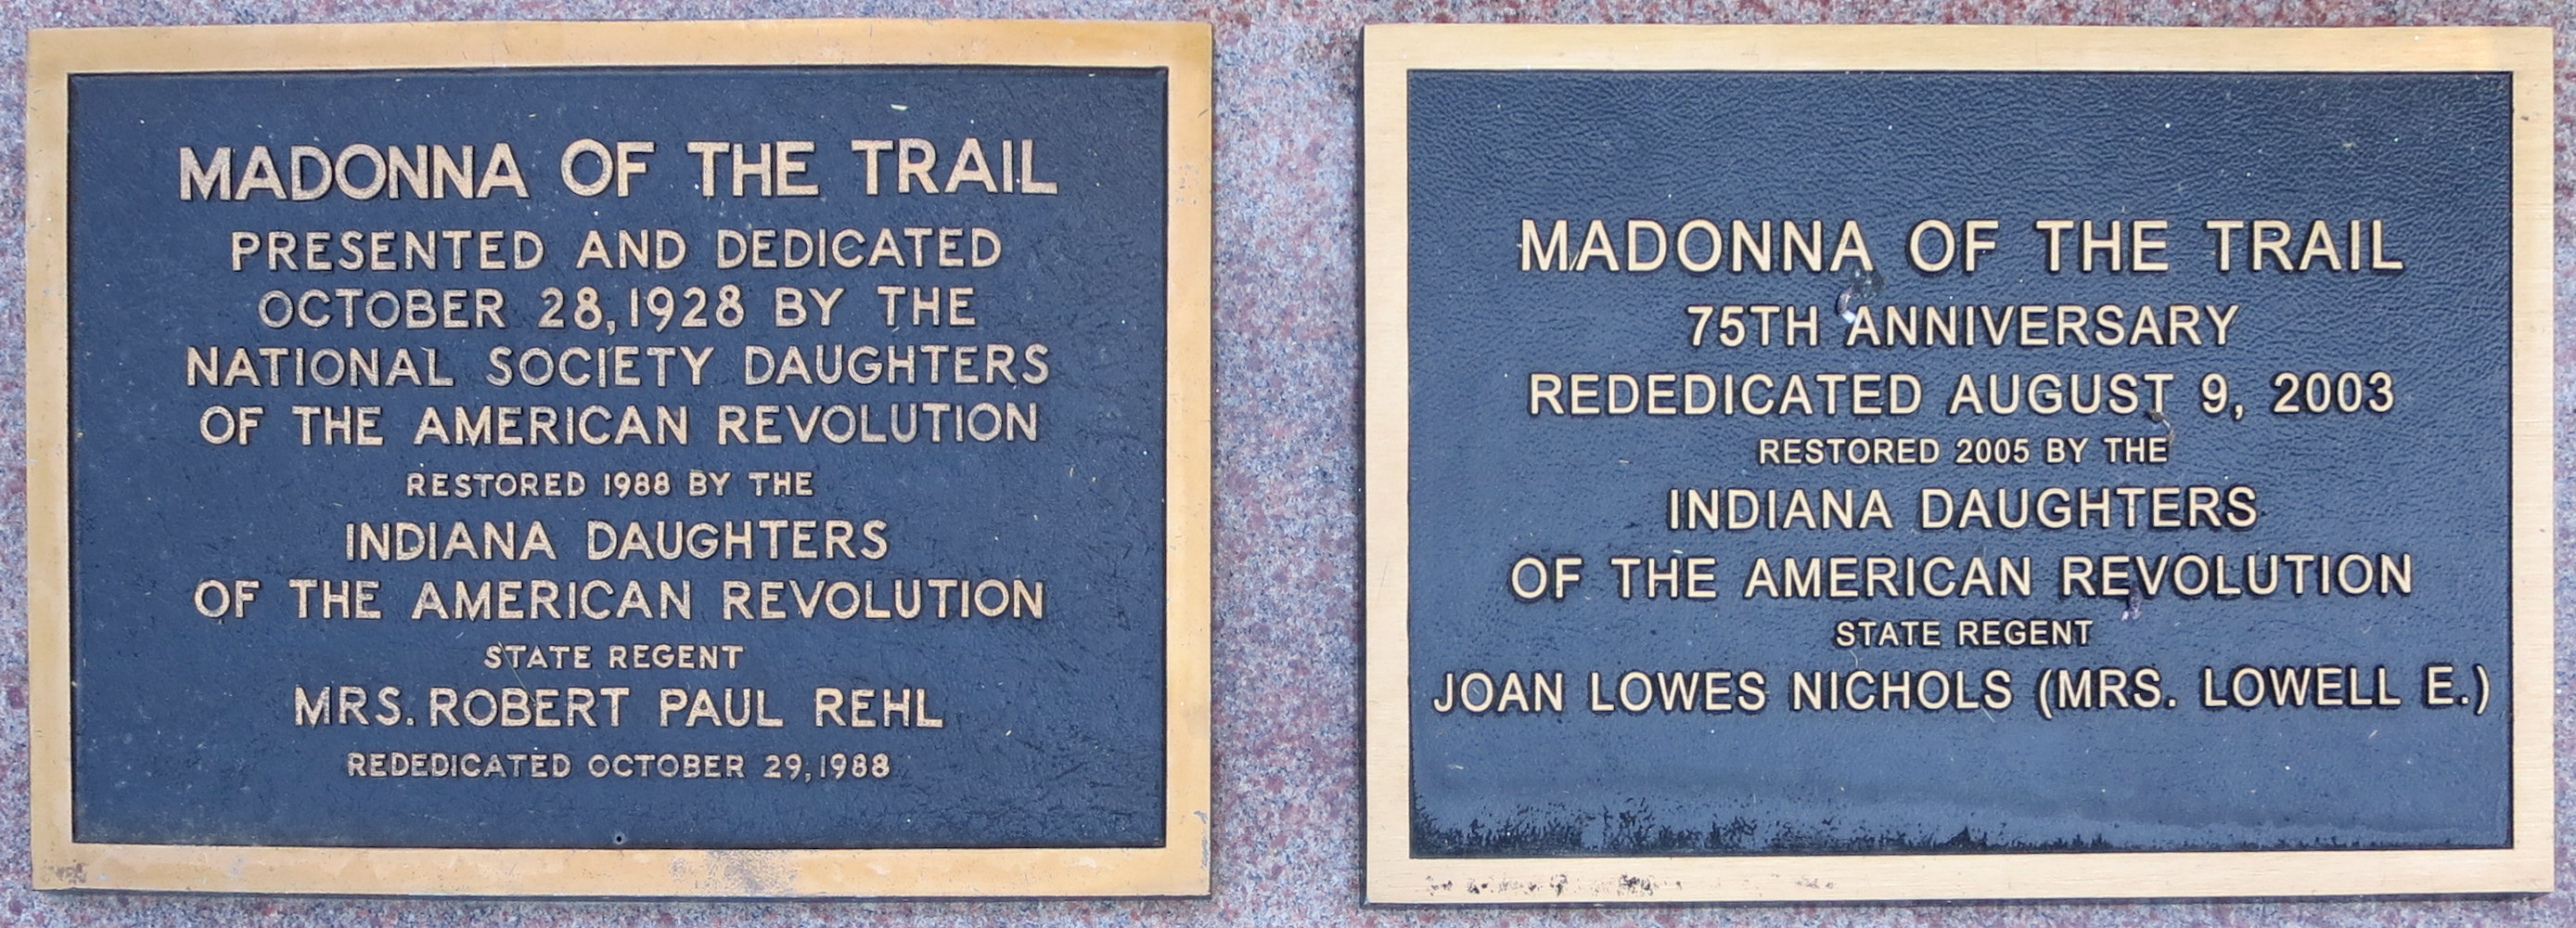 MADONNA OF THE TRAIL
PRESENTED AND DEDICATED
OCTOBER 28, 1928 BY THE
NATIONAL SOCIETY DAUGHTERS
OF THE AMERICAN REVOLUTION
RESTORED 1988 BY THE
INDIANA DAUGHTERS
OF THE AMERICAN REVOLUTION
STATE REGENT
MRS. ROBERT PAUL REHL
REDEDICATED OCTOBER 29, 1988
MADONNA OF THE TRAIL
75TH ANNIVERSARY
REDEDICATED AUGUST 9, 2003
RESTORED 2005 BY THE
INDIANA DAUGHTERS
OF THE AMERICAN REVOLUTION
STATE REGENT
JOAN LOWES NICHOLS (MRS. LOWELL E.)